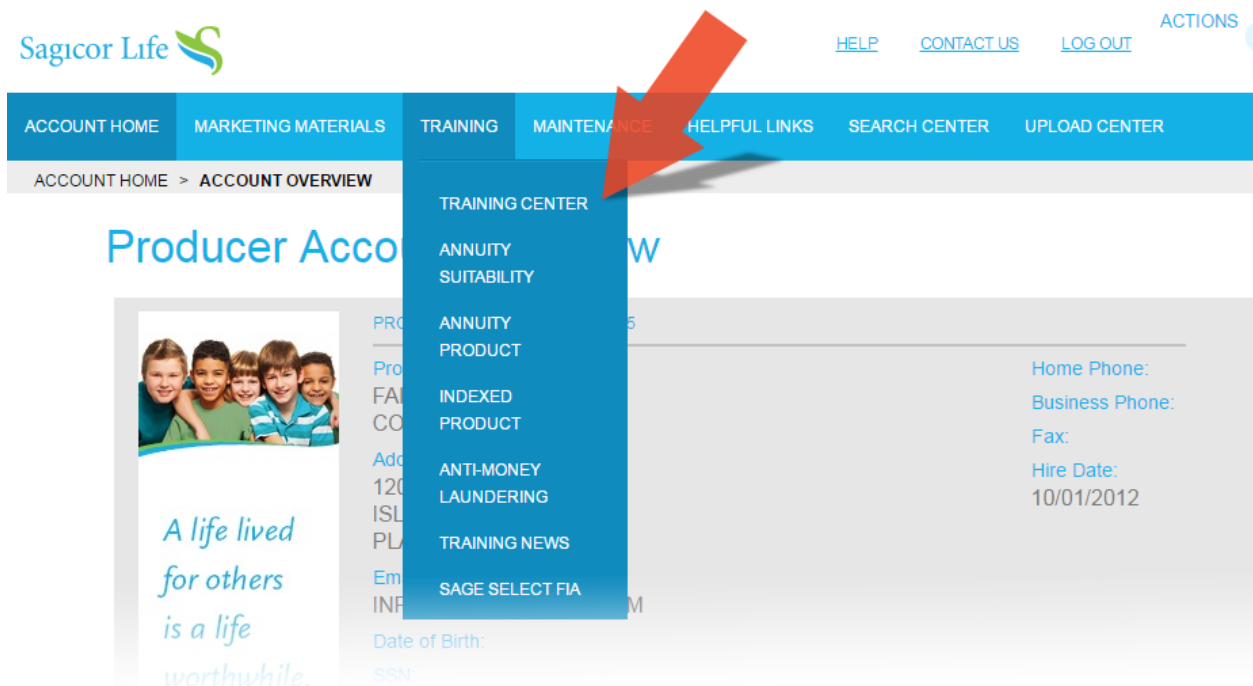 Sagicor Life
HELP CONTACT US LOG OUT ACTIONS
ACCOUNT HOME MARKETING MATERIALS TRAINING MAINTENANCE HELPFUL LINKS SEARCH CENTER UPLOAD CENTER
ACCOUNT HOME > ACCOUNT OVERVIEW
TRAINING CENTER
ANNUITY
SUITABILITY
ANNUITY
PRODUCT
INDEXED
PRODUCT
ANTI-MONEY
LAUNDERING
TRAINING NEWS
SAGE SELECT FIA
Producer
A life lived
for others
is a life
worthwhile.
Date of Birth:
SSN:
Home Phone:
Business Phone:
Fax:
Hire Date:
10/01/2012